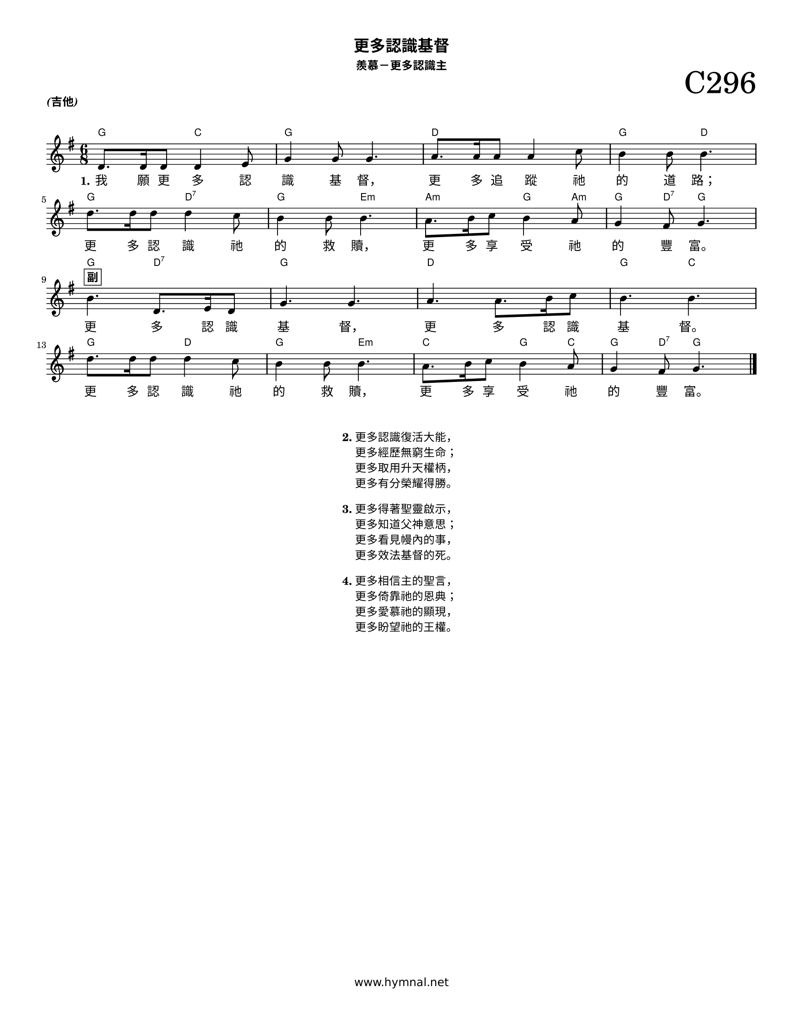 更多認識基督
羨慕－更多認識主
C296
(吉他)
G C G D G D
6
8
1. 我 願 更 多 認 識 基 督， 更 多 追 蹤 祂 的 道 路；
5 G D7 G Em Am G Am G D7 G
更 多 認 識 祂 的 救 贖， 更 多 享 受 祂 的 豐 富。
G D7 G D G C
9 副
更 多 認 識 基 督， 更 多 認 識 基 督。
13 G D G Em C G C G D7 G
更 多 認 識 祂 的 救 贖， 更 多 享 受 祂 的 豐 富。
2. 更多認識復活大能，
更多經歷無窮生命；
更多取用升天權柄，
更多有分榮耀得勝。
3. 更多得著聖靈啟示，
更多知道父神意思；
更多看見幔內的事，
更多效法基督的死。
4. 更多相信主的聖言，
更多倚靠祂的恩典；
更多愛慕祂的顯現，
更多盼望祂的王權。
www.hymnal.net